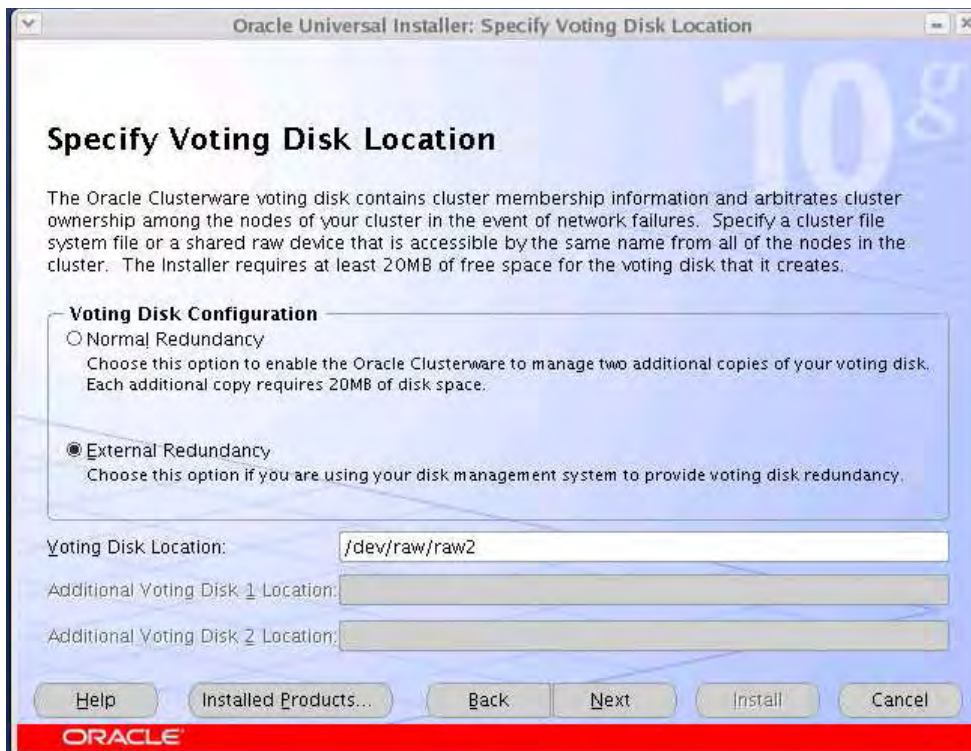 Oracle Universal Installer: Specify Voting Disk Location
10g
Specify Voting Disk Location
The Oracle Clusterware voting disk contains cluster membership information and arbitrates cluster
ownership among the nodes of your cluster in the event of network failures. Specify a cluster file
system file or a shared raw device that is accessible by the same name from all of the nodes in the
cluster. The Installer requires at least 20MB of free space for the voting disk that it creates.
Voting Disk Configuration
Normal Redundancy
Choose this option to enable the Oracle Clusterware to manage two additional copies of your voting disk.
Each additional copy requires 20MB of disk space.
External Redundancy
Choose this option if you are using your disk management system to provide voting disk redundancy.
Voting Disk Location: /dev/raw/raw2
Additional Voting Disk 1 Location:
Additional Voting Disk 2 Location:
Help Installed Products... Back Next Install Cancel
ORACLE